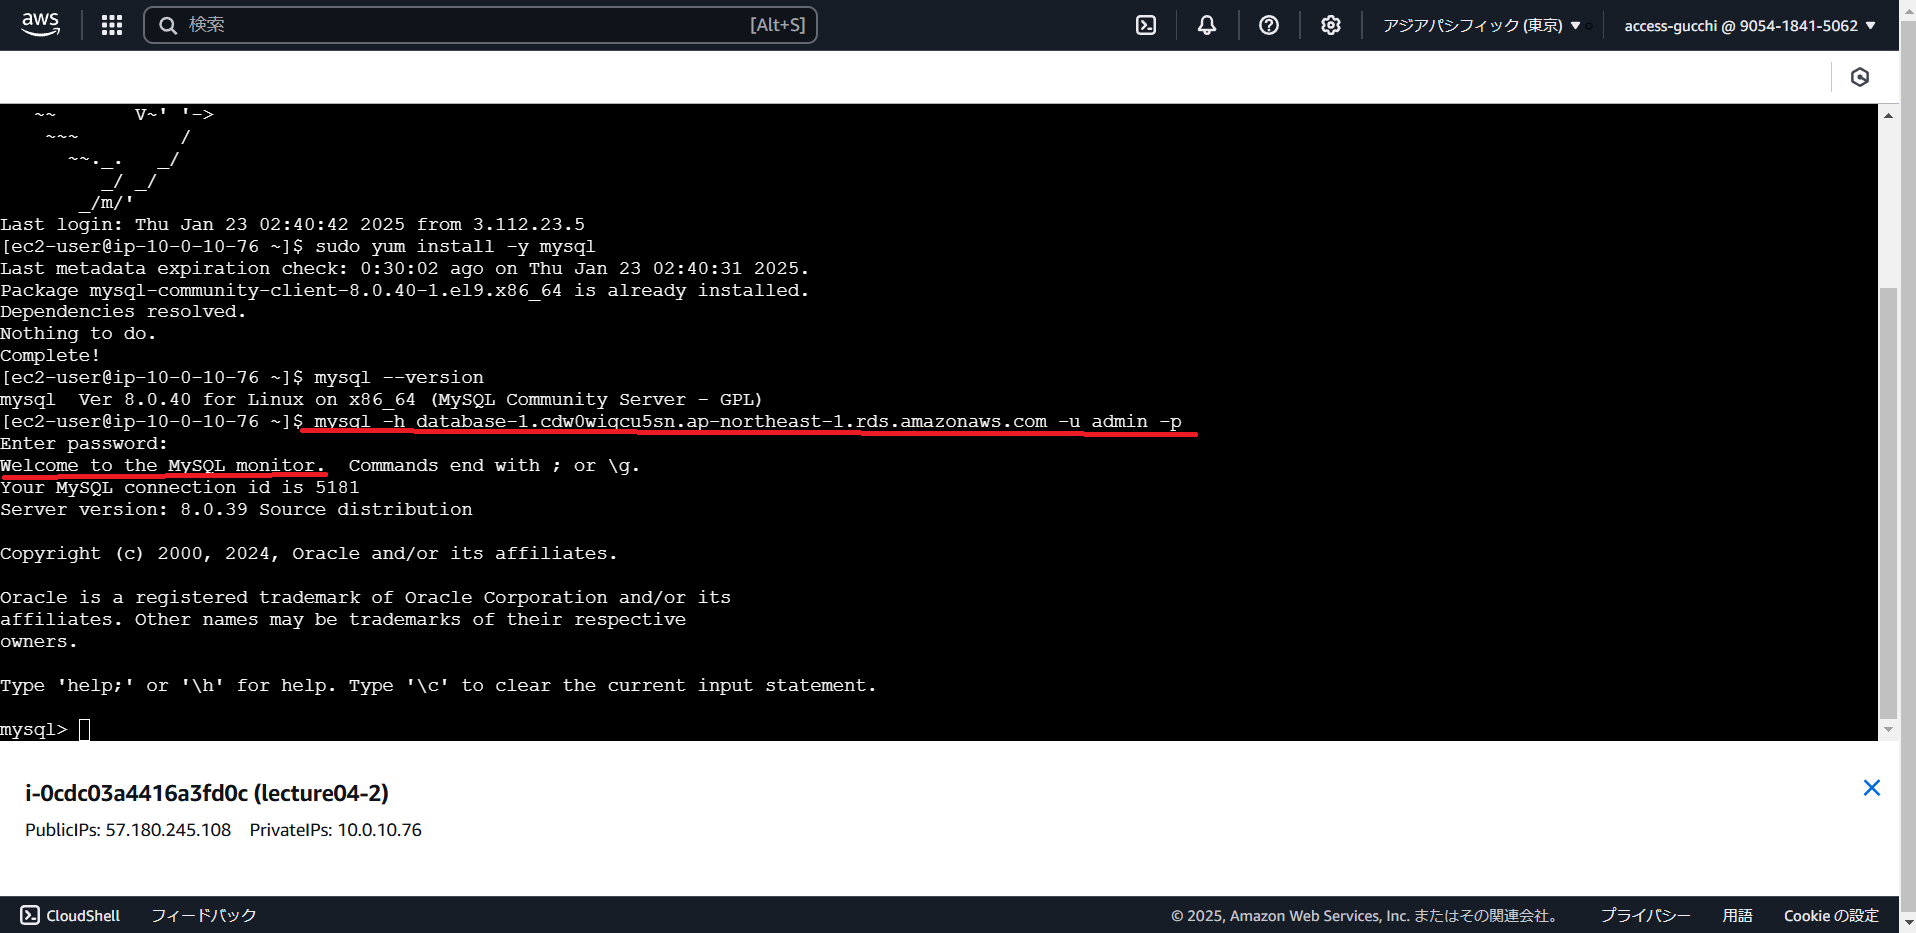 aws
検索 [Alt+S] アジアパシフィック (東京) ▼ access-gucchi @ 9054-1841-5062 ▼
   ~~       V~' '->
    ~~~         /
      ~~._.   _/
         _/ _/
       _/m/'
Last login: Thu Jan 23 02:40:42 2025 from 3.112.23.5
[ec2-user@ip-10-0-10-76 ~]$ sudo yum install -y mysql
Last metadata expiration check: 0:30:02 ago on Thu Jan 23 02:40:31 2025.
Package mysql-community-client-8.0.40-1.el9.x86_64 is already installed.
Dependencies resolved.
Nothing to do.
Complete!
[ec2-user@ip-10-0-10-76 ~]$ mysql --version
mysql  Ver 8.0.40 for Linux on x86_64 (MySQL Community Server - GPL)
[ec2-user@ip-10-0-10-76 ~]$ mysql -h database-1.cdw0wiqcu5sn.ap-northeast-1.rds.amazonaws.com -u admin -p
Enter password:
Welcome to the MySQL monitor.  Commands end with ; or \g.
Your MySQL connection id is 5181
Server version: 8.0.39 Source distribution
Copyright (c) 2000, 2024, Oracle and/or its affiliates.
Oracle is a registered trademark of Oracle Corporation and/or its
affiliates. Other names may be trademarks of their respective
owners.
Type 'help;' or '\h' for help. Type '\c' to clear the current input statement.
mysql>
i-0cdc03a4416a3fd0c (lecture04-2)
PublicIPs: 57.180.245.108    PrivateIPs: 10.0.10.76
CloudShell フィードバック © 2025, Amazon Web Services, Inc. またはその関連会社。 プライバシー 用語 Cookie の設定